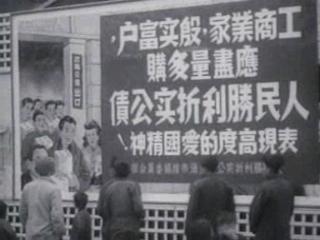 工商業家，殷实富户，
應盡量多購
人民勝利折实公債
表現高度的愛國精神！